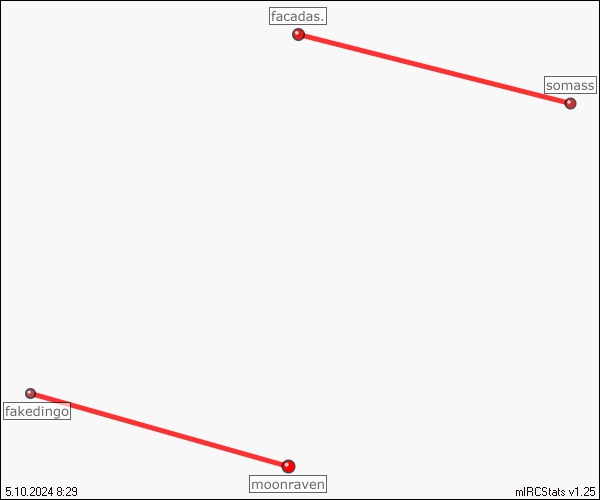 facadas.
somass
fakedingo
moonraven
5.10.2024 8:29
mIRCStats v1.25